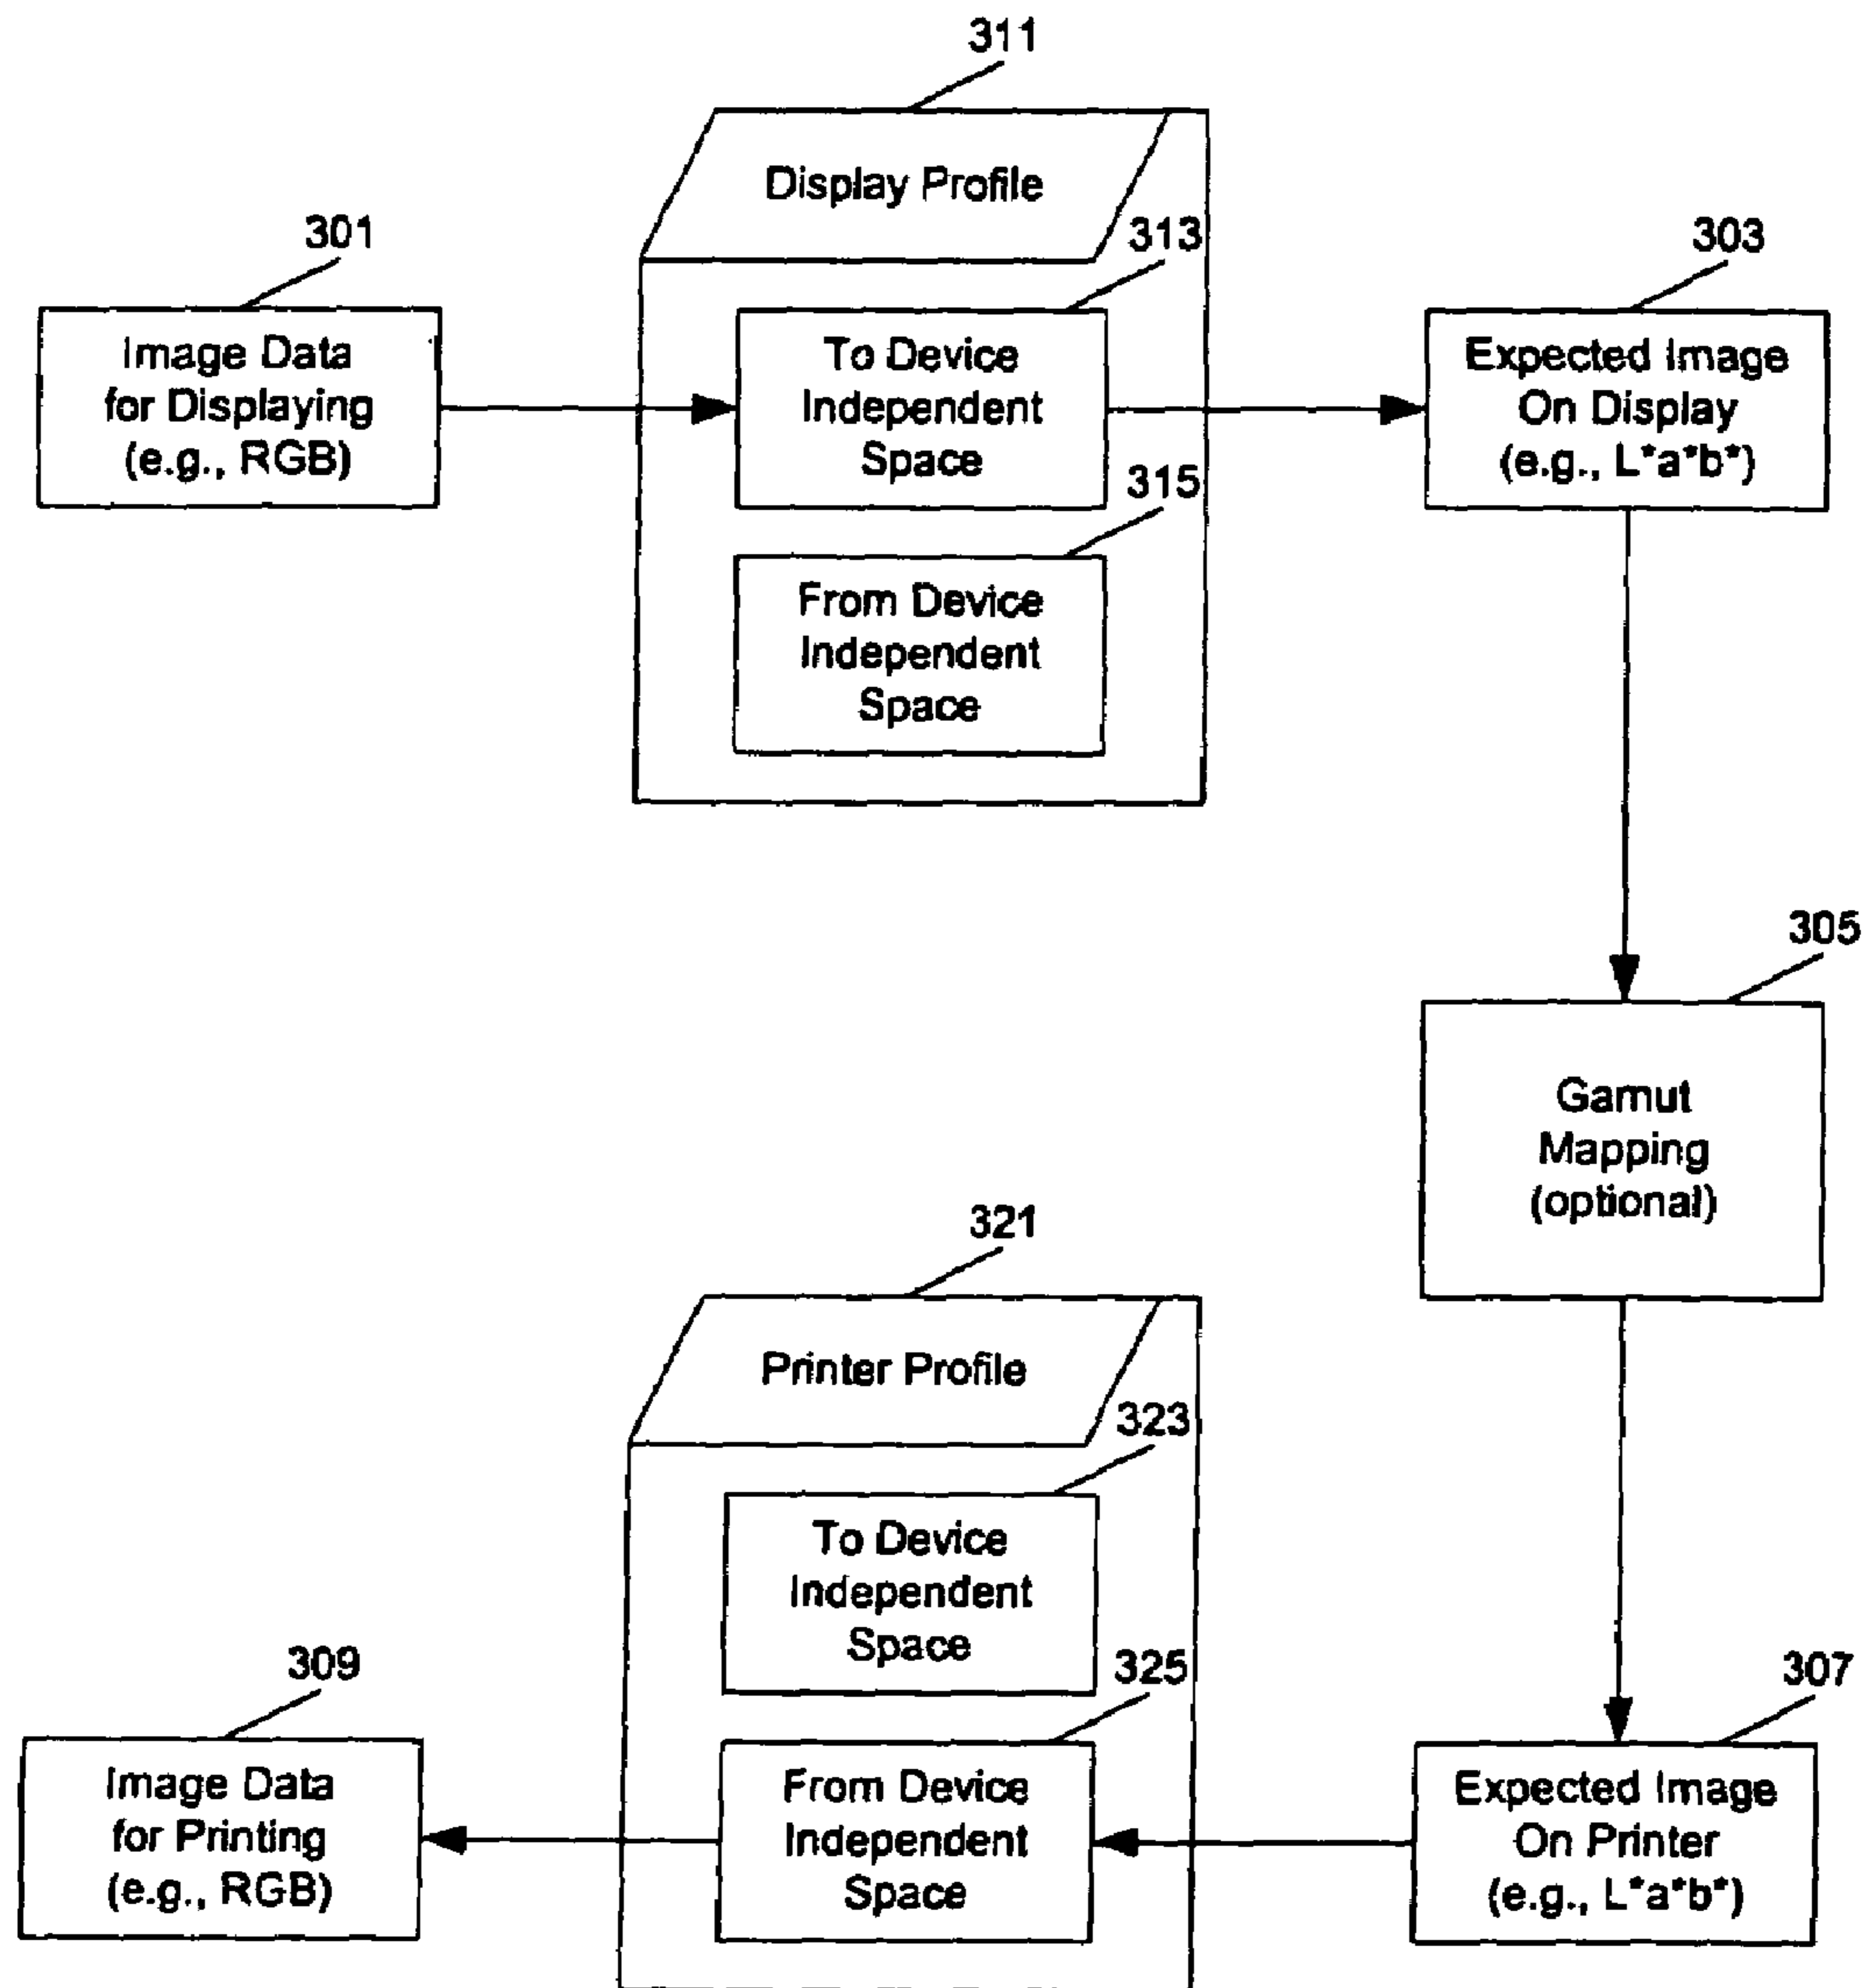 311
Display Profile
301
313
303
Image Data
for Displaying
(e.g., RGB)
To Device
Independent
Space
Expected Image
On Display
(e.g., L*a*b*)
315
From Device
Independent
Space
305
Gamut
Mapping
(optional)
321
Printer Profile
323
To Device
Independent
Space
309
325
307
Image Data
for Printing
(e.g., RGB)
From Device
Independent
Space
Expected Image
On Printer
(e.g., L*a*b*)